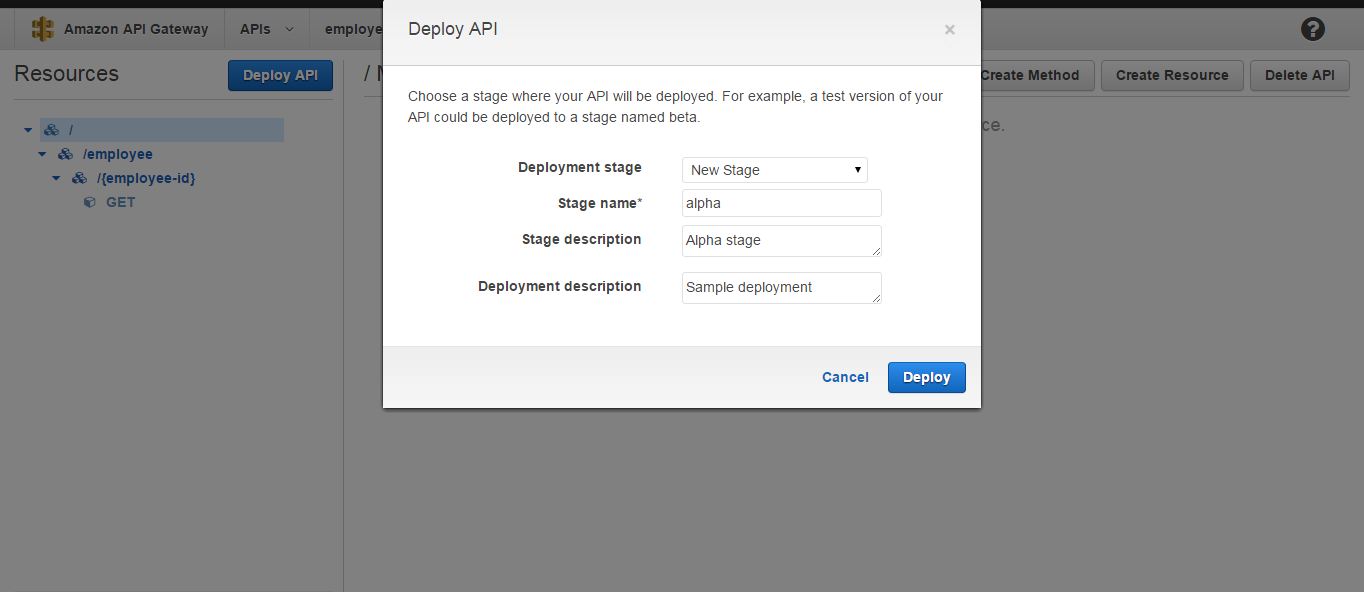 Amazon API Gateway
APIs
employe
Resources
Deploy API
/
/employee
/{employee-id}
GET
/
Create Method
Create Resource
Delete API
ce.
Deploy API
×
Choose a stage where your API will be deployed. For example, a test version of your
API could be deployed to a stage named beta.
Deployment stage New Stage
Stage name* alpha
Stage description Alpha stage
Deployment description Sample deployment
Cancel Deploy
?